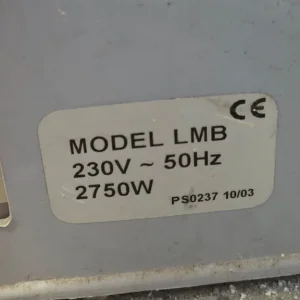 CE
MODEL LMB
230V ~ 50Hz
2750W
PS0237 10/03